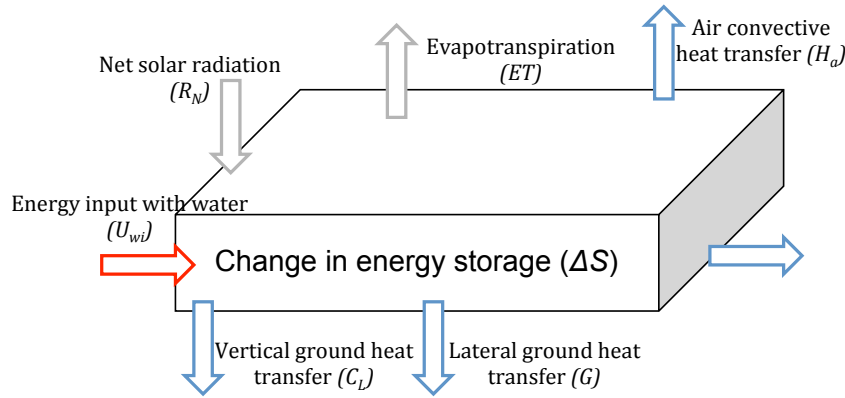 Net solar radiation
(R_N)
Evapotranspiration
(ET)
Air convective
heat transfer (H_a)
Energy input with water
(U_wi)
Change in energy storage (ΔS)
Vertical ground heat
transfer (C_L)
Lateral ground heat
transfer (G)